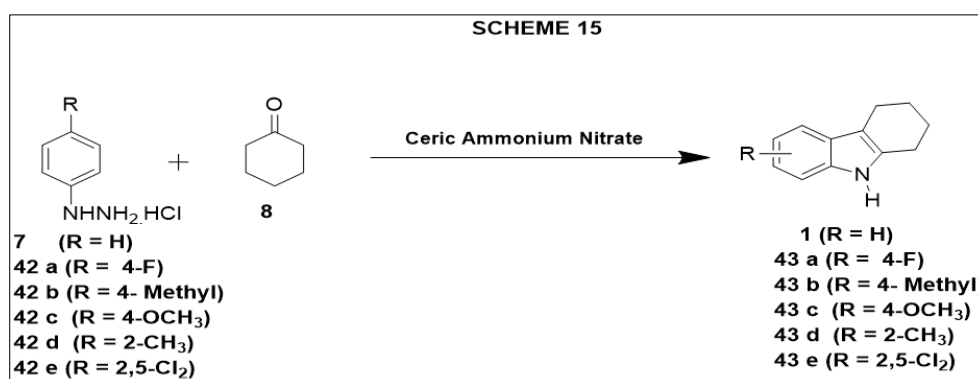 SCHEME 15
R
O
+
NHNH₂.HCl
8
Ceric Ammonium Nitrate
R
N
H
7 (R = H)
42 a (R = 4-F)
42 b (R = 4- Methyl)
42 c (R = 4-OCH₃)
42 d (R = 2-CH₃)
42 e (R = 2,5-Cl₂)
1 (R = H)
43 a (R = 4-F)
43 b (R = 4- Methyl)
43 c (R = 4-OCH₃)
43 d (R = 2-CH₃)
43 e (R = 2,5-Cl₂)